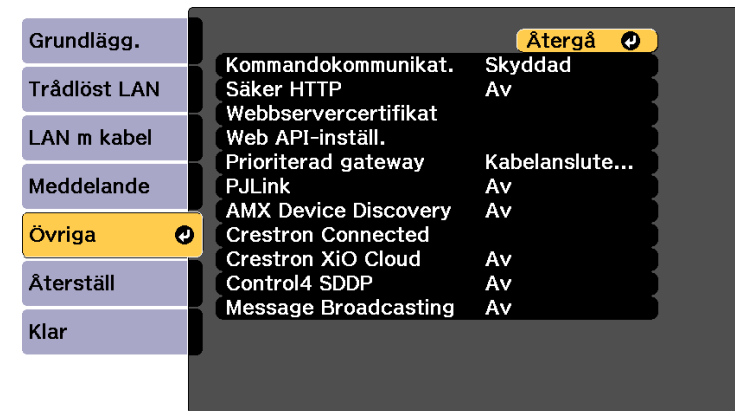 Grundlägg.
Trådlöst LAN
LAN m kabel
Meddelande
Övriga
Återställ
Klar
Återgå
Kommandokommunikat. Skyddad
Säker HTTP Av
Webbservercertifikat
Web API-inställ.
Prioriterad gateway Kabelanslute...
PJLink Av
AMX Device Discovery Av
Crestron Connected
Crestron XiO Cloud Av
Control4 SDDP Av
Message Broadcasting Av